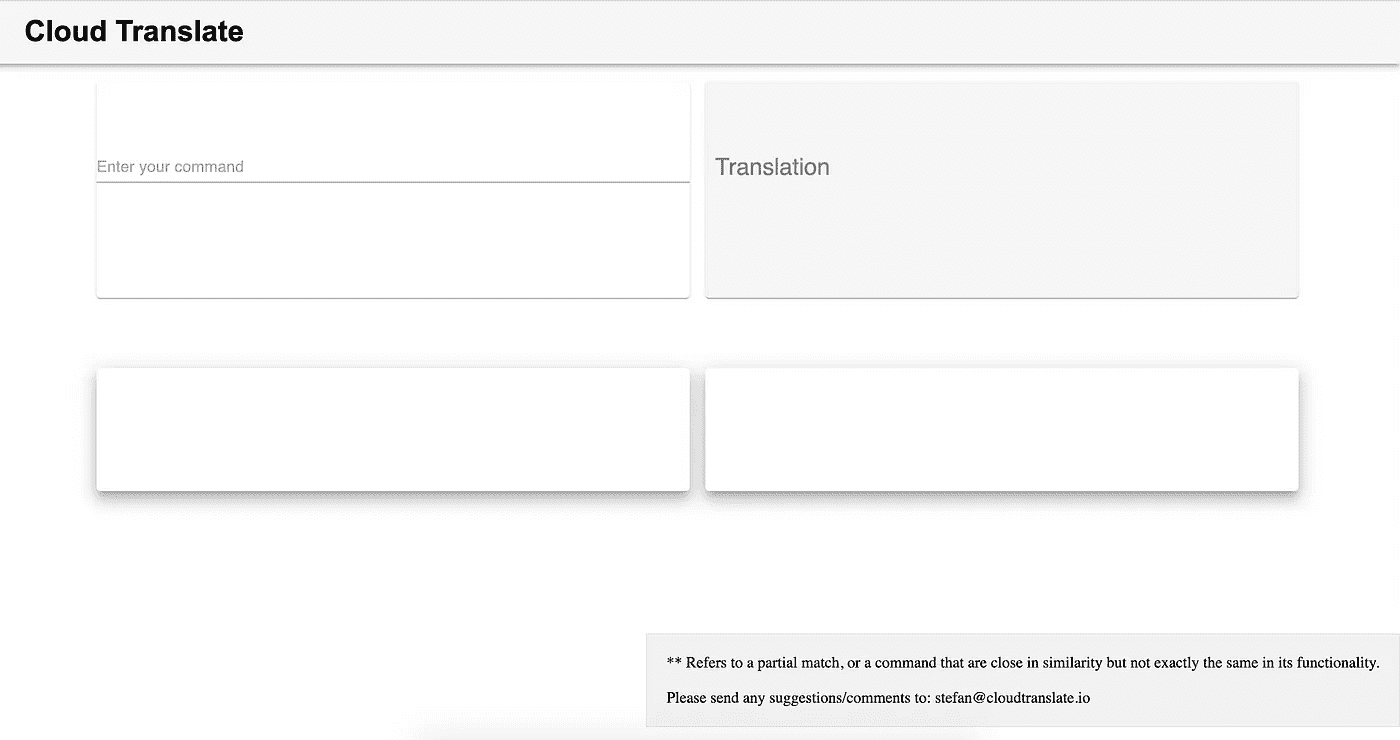 Cloud Translate
Enter your command
Translation
** Refers to a partial match, or a command that are close in similarity but not exactly the same in its functionality.
Please send any suggestions/comments to: stefan@cloudtranslate.io